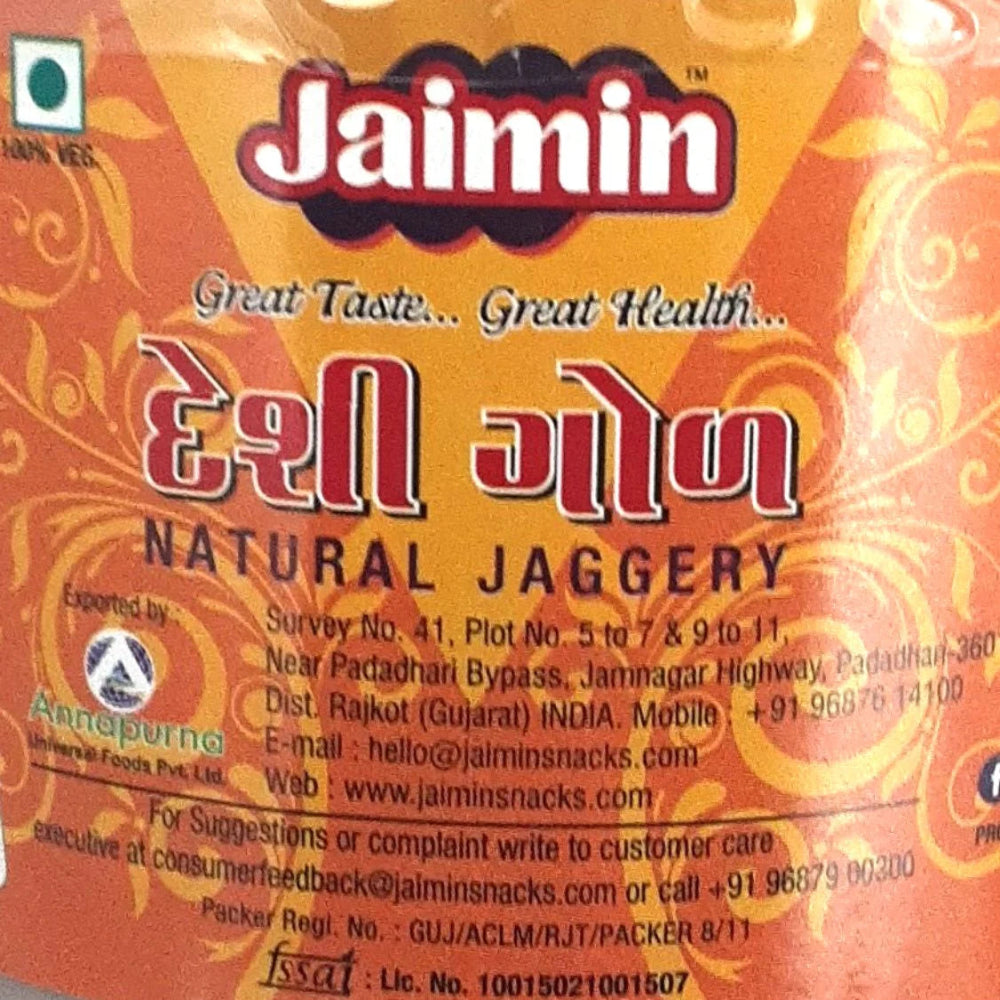 Jaimin TM
100% VEG.
Great Taste... Great Health...
દેશી ગોળ
NATURAL JAGGERY
Exported by :
Annapurna
Universal Foods Pvt. Ltd.
Survey No. 41, Plot No. 5 to 7 & 9 to 11,
Near Padadhari Bypass, Jamnagar Highway, Padadhari-360
Dist. Rajkot (Gujarat) INDIA. Mobile : +91 96876 14100
E-mail : hello@jaiminsnacks.com
Web : www.jaiminsnacks.com
For Suggestions or complaint write to customer care
executive at consumerfeedback@jaiminsnacks.com or call +91 96879 00300
Packer Regl. No. : GUJ/ACLM/RJT/PACKER 8/11
fssai : Lic. No. 10015021001507